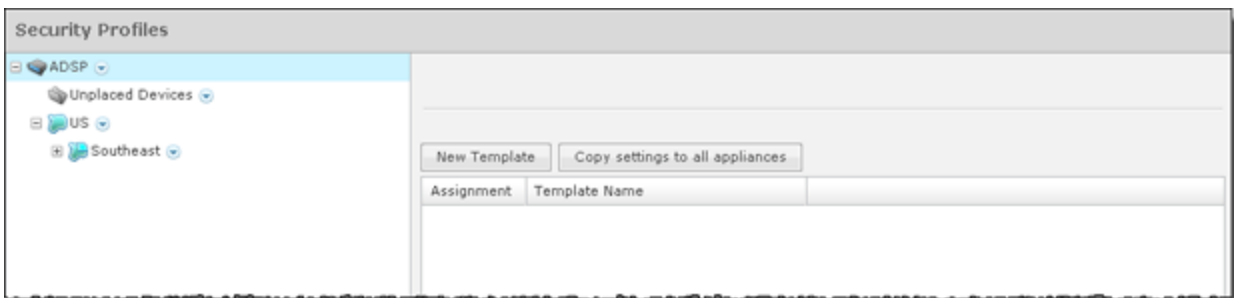 Security Profiles
ADSP
Unplaced Devices
US
Southeast
New Template Copy settings to all appliances
Assignment Template Name